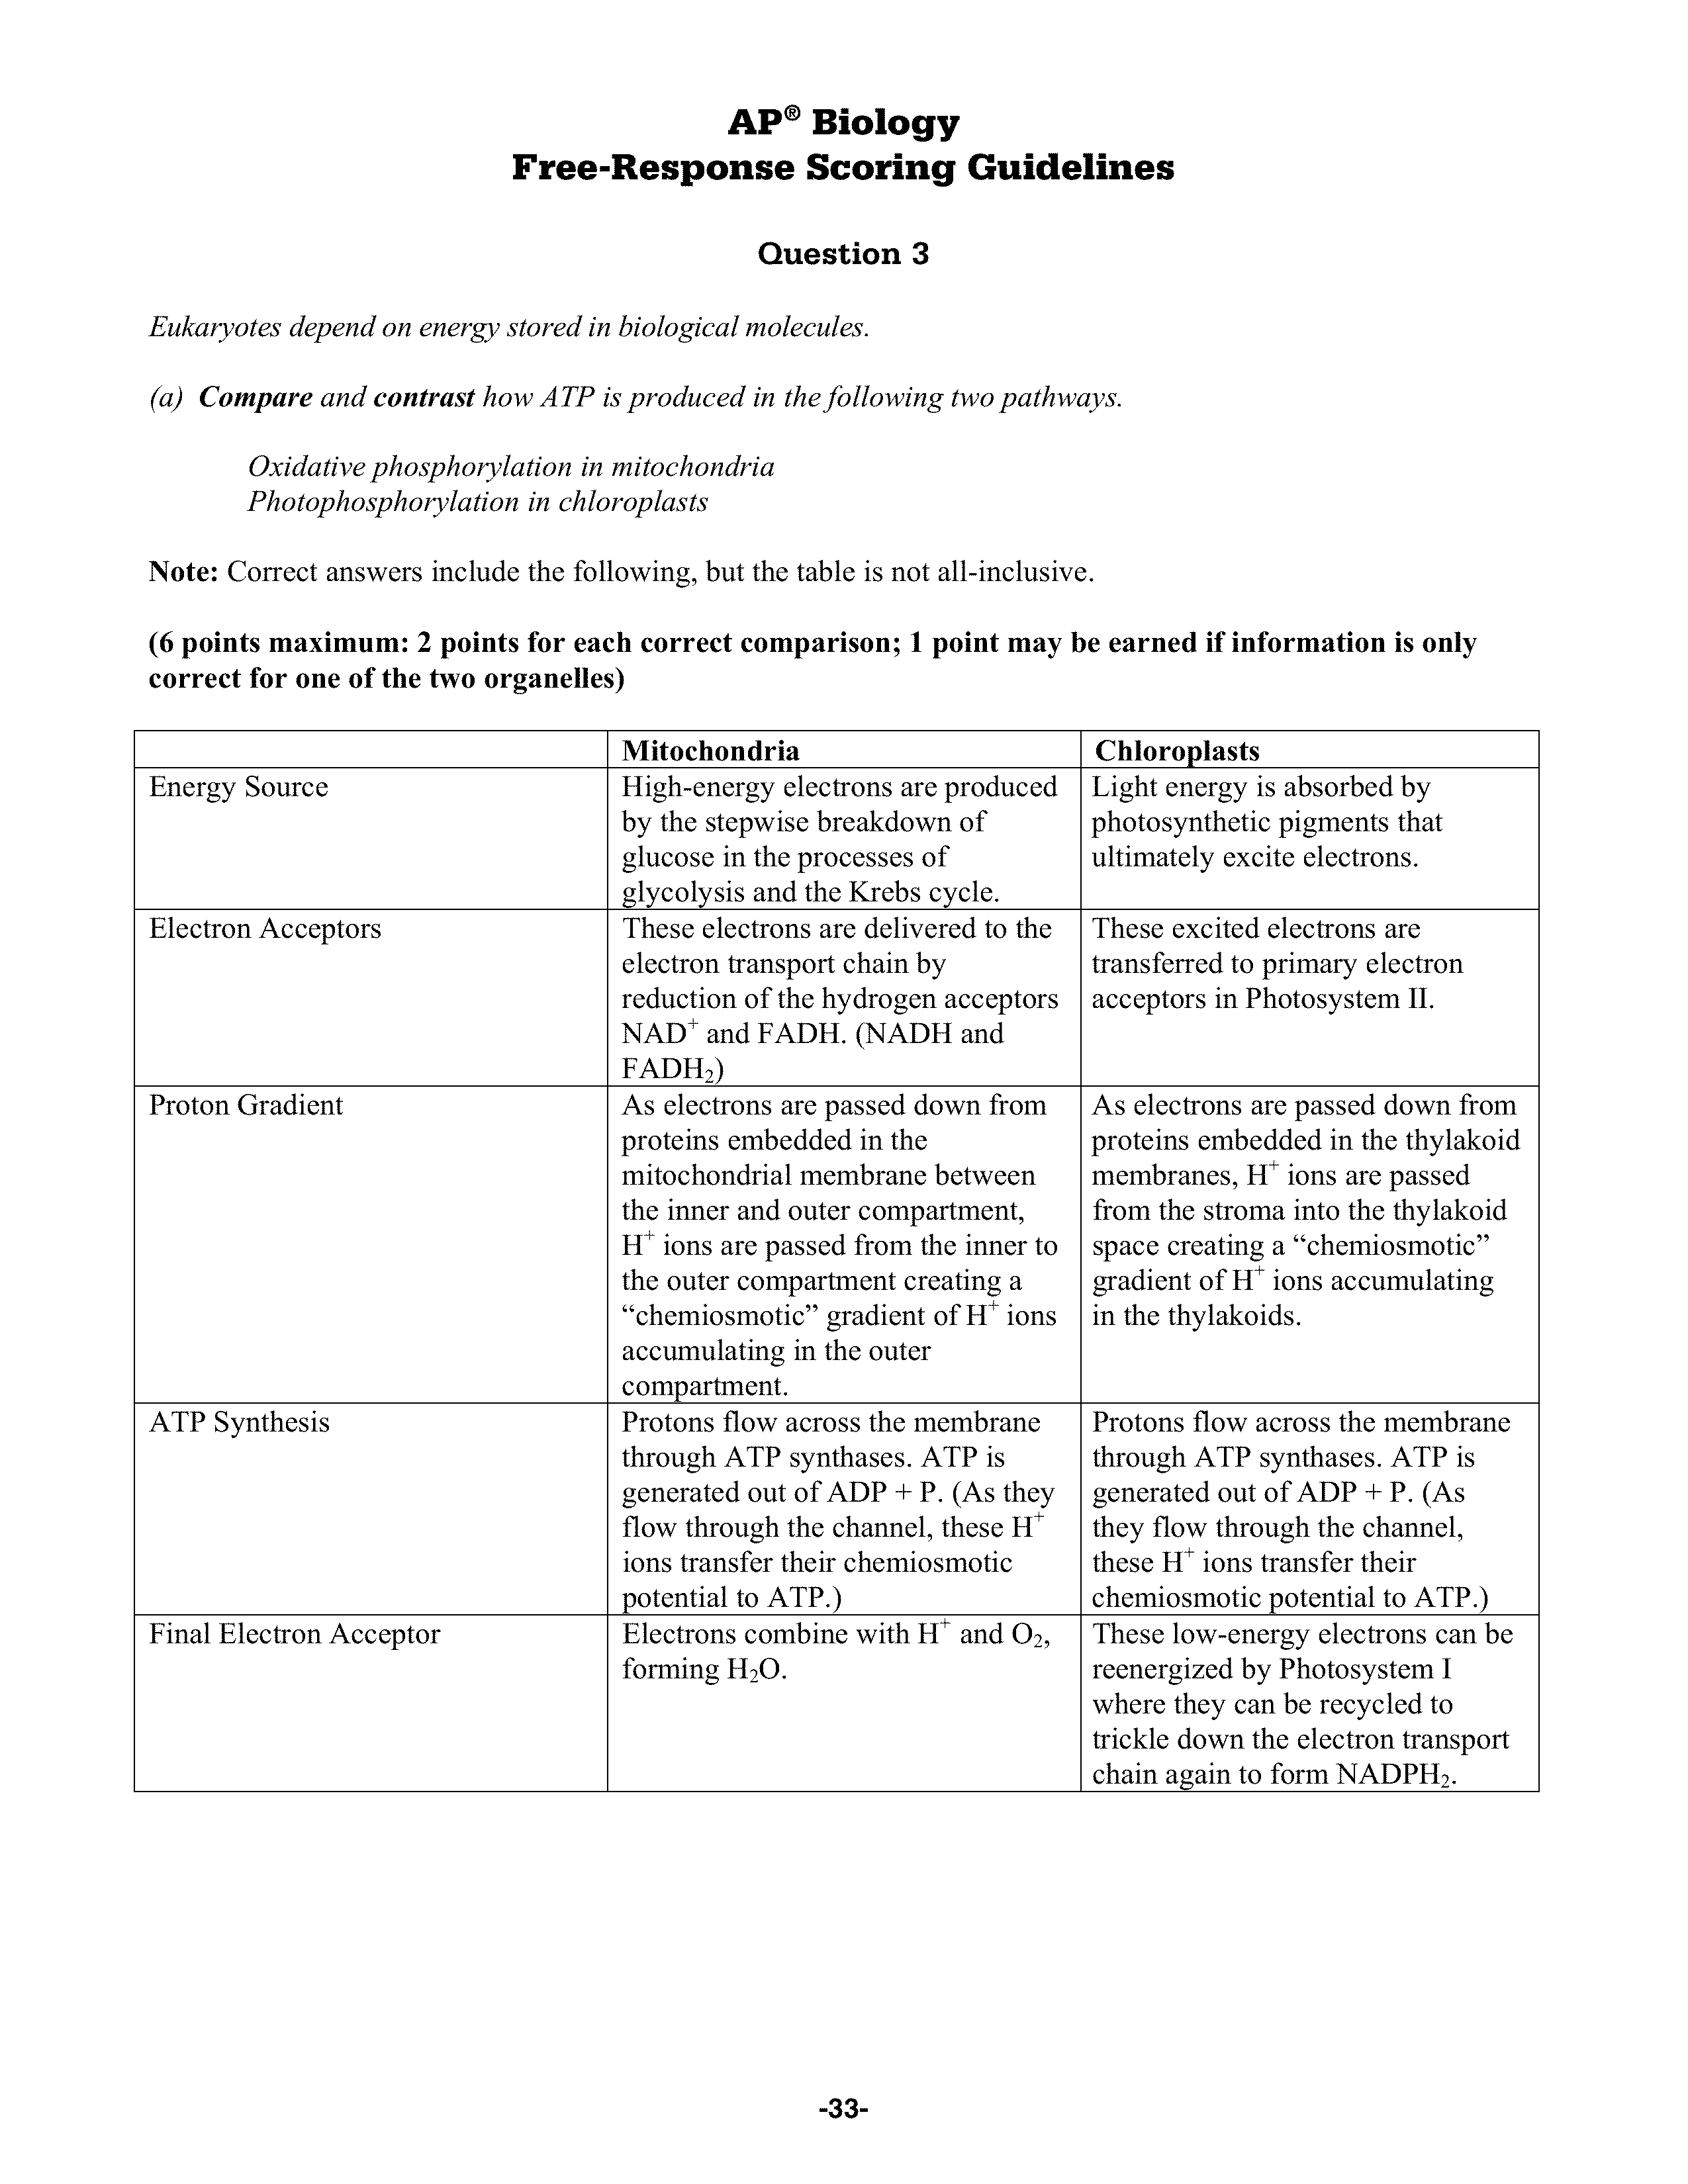 AP® Biology
Free-Response Scoring Guidelines
Question 3
Eukaryotes depend on energy stored in biological molecules.
(a) Compare and contrast how ATP is produced in the following two pathways.
Oxidative phosphorylation in mitochondria
Photophosphorylation in chloroplasts
Note: Correct answers include the following, but the table is not all-inclusive.
(6 points maximum: 2 points for each correct comparison; 1 point may be earned if information is only
correct for one of the two organelles)
Mitochondria
Chloroplasts
Energy Source
High-energy electrons are produced
by the stepwise breakdown of
glucose in the processes of
glycolysis and the Krebs cycle.
Light energy is absorbed by
photosynthetic pigments that
ultimately excite electrons.
Electron Acceptors
These electrons are delivered to the
electron transport chain by
reduction of the hydrogen acceptors
NAD⁺ and FADH. (NADH and
FADH₂)
These excited electrons are
transferred to primary electron
acceptors in Photosystem II.
Proton Gradient
As electrons are passed down from
proteins embedded in the
mitochondrial membrane between
the inner and outer compartment,
H⁺ ions are passed from the inner to
the outer compartment creating a
“chemiosmotic” gradient of H⁺ ions
accumulating in the outer
compartment.
As electrons are passed down from
proteins embedded in the thylakoid
membranes, H⁺ ions are passed
from the stroma into the thylakoid
space creating a “chemiosmotic”
gradient of H⁺ ions accumulating
in the thylakoids.
ATP Synthesis
Protons flow across the membrane
through ATP synthases. ATP is
generated out of ADP + P. (As they
flow through the channel, these H⁺
ions transfer their chemiosmotic
potential to ATP.)
Protons flow across the membrane
through ATP synthases. ATP is
generated out of ADP + P. (As
they flow through the channel,
these H⁺ ions transfer their
chemiosmotic potential to ATP.)
Final Electron Acceptor
Electrons combine with H⁺ and O₂,
forming H₂O.
These low-energy electrons can be
reenergized by Photosystem I
where they can be recycled to
trickle down the electron transport
chain again to form NADPH₂.
-33-